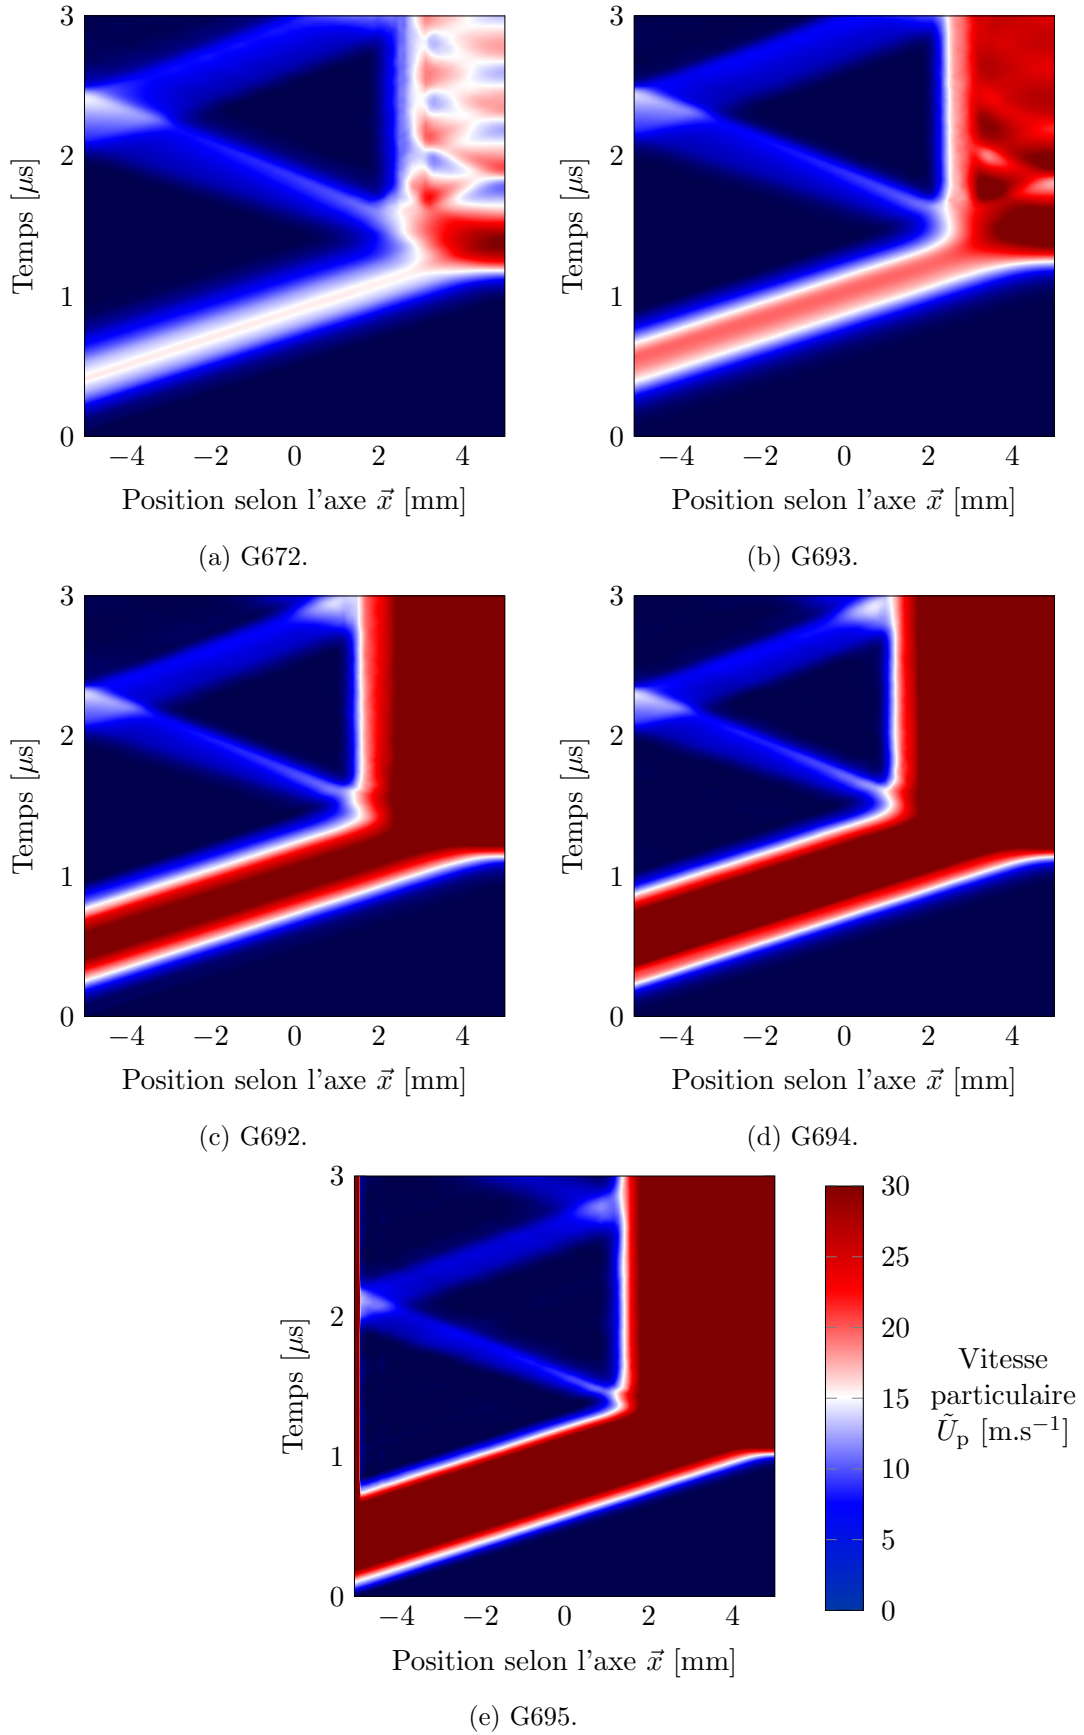 3
2
1
0
Temps [μs]
−4 −2 0 2 4
Position selon l'axe x⃗ [mm]
(a) G672.
3
2
1
0
Temps [μs]
−4 −2 0 2 4
Position selon l'axe x⃗ [mm]
(b) G693.
3
2
1
0
Temps [μs]
−4 −2 0 2 4
Position selon l'axe x⃗ [mm]
(c) G692.
3
2
1
0
Temps [μs]
−4 −2 0 2 4
Position selon l'axe x⃗ [mm]
(d) G694.
3
2
1
0
Temps [μs]
−4 −2 0 2 4
Position selon l'axe x⃗ [mm]
(e) G695.
30
25
20
15
10
5
0
Vitesse
particulaire
Ũp [m.s−1]